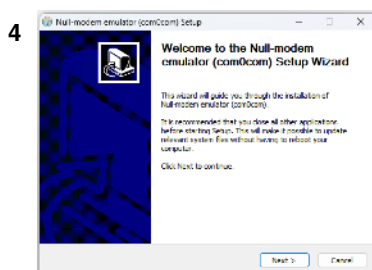 Null-modem emulator (com0com) Setup
4
Welcome to the Null-modem
emulator (com0com) Setup Wizard
This wizard will guide you through the installation of
Null-modem emulator (com0com).
It is recommended that you close all other applications
before starting Setup. This will make it possible to update
relevant system files without having to reboot your
computer.
Click Next to continue.
Next >
Cancel